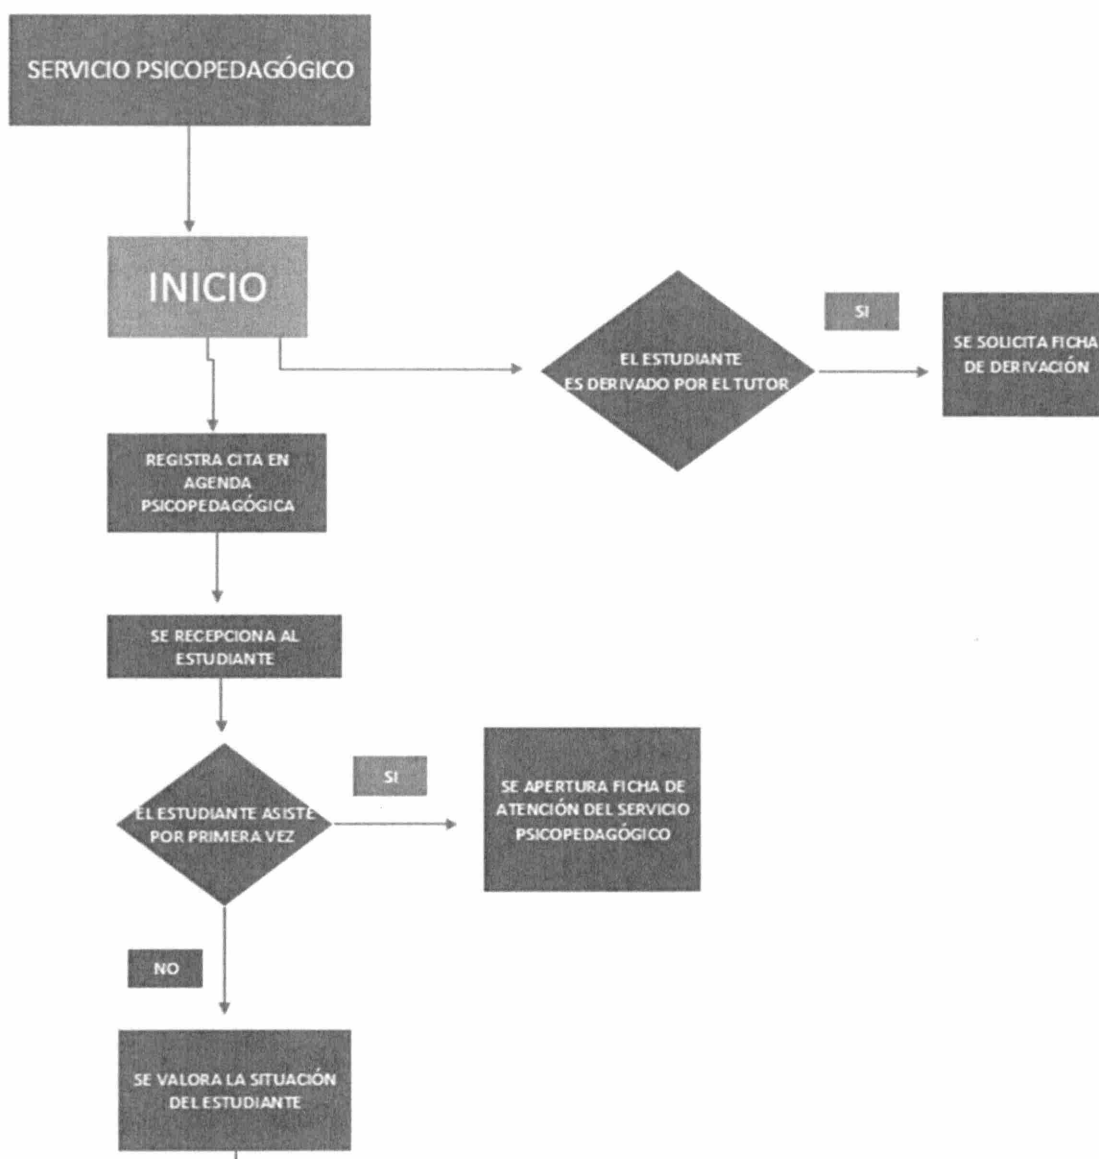 SERVICIO PSICOPEDAGÓGICO
INICIO
EL ESTUDIANTE
ES DERIVADO POR EL TUTOR
SI
SE SOLICITA FICHA
DE DERIVACIÓN
REGISTRA CITA EN
AGENDA
PSICOPEDAGÓGICA
SE RECEPCIONA AL
ESTUDIANTE
EL ESTUDIANTE ASISTE
POR PRIMERA VEZ
SI
SE APERTURA FICHA DE
ATENCIÓN DEL SERVICIO
PSICOPEDAGÓGICO
NO
SE VALORA LA SITUACIÓN
DEL ESTUDIANTE